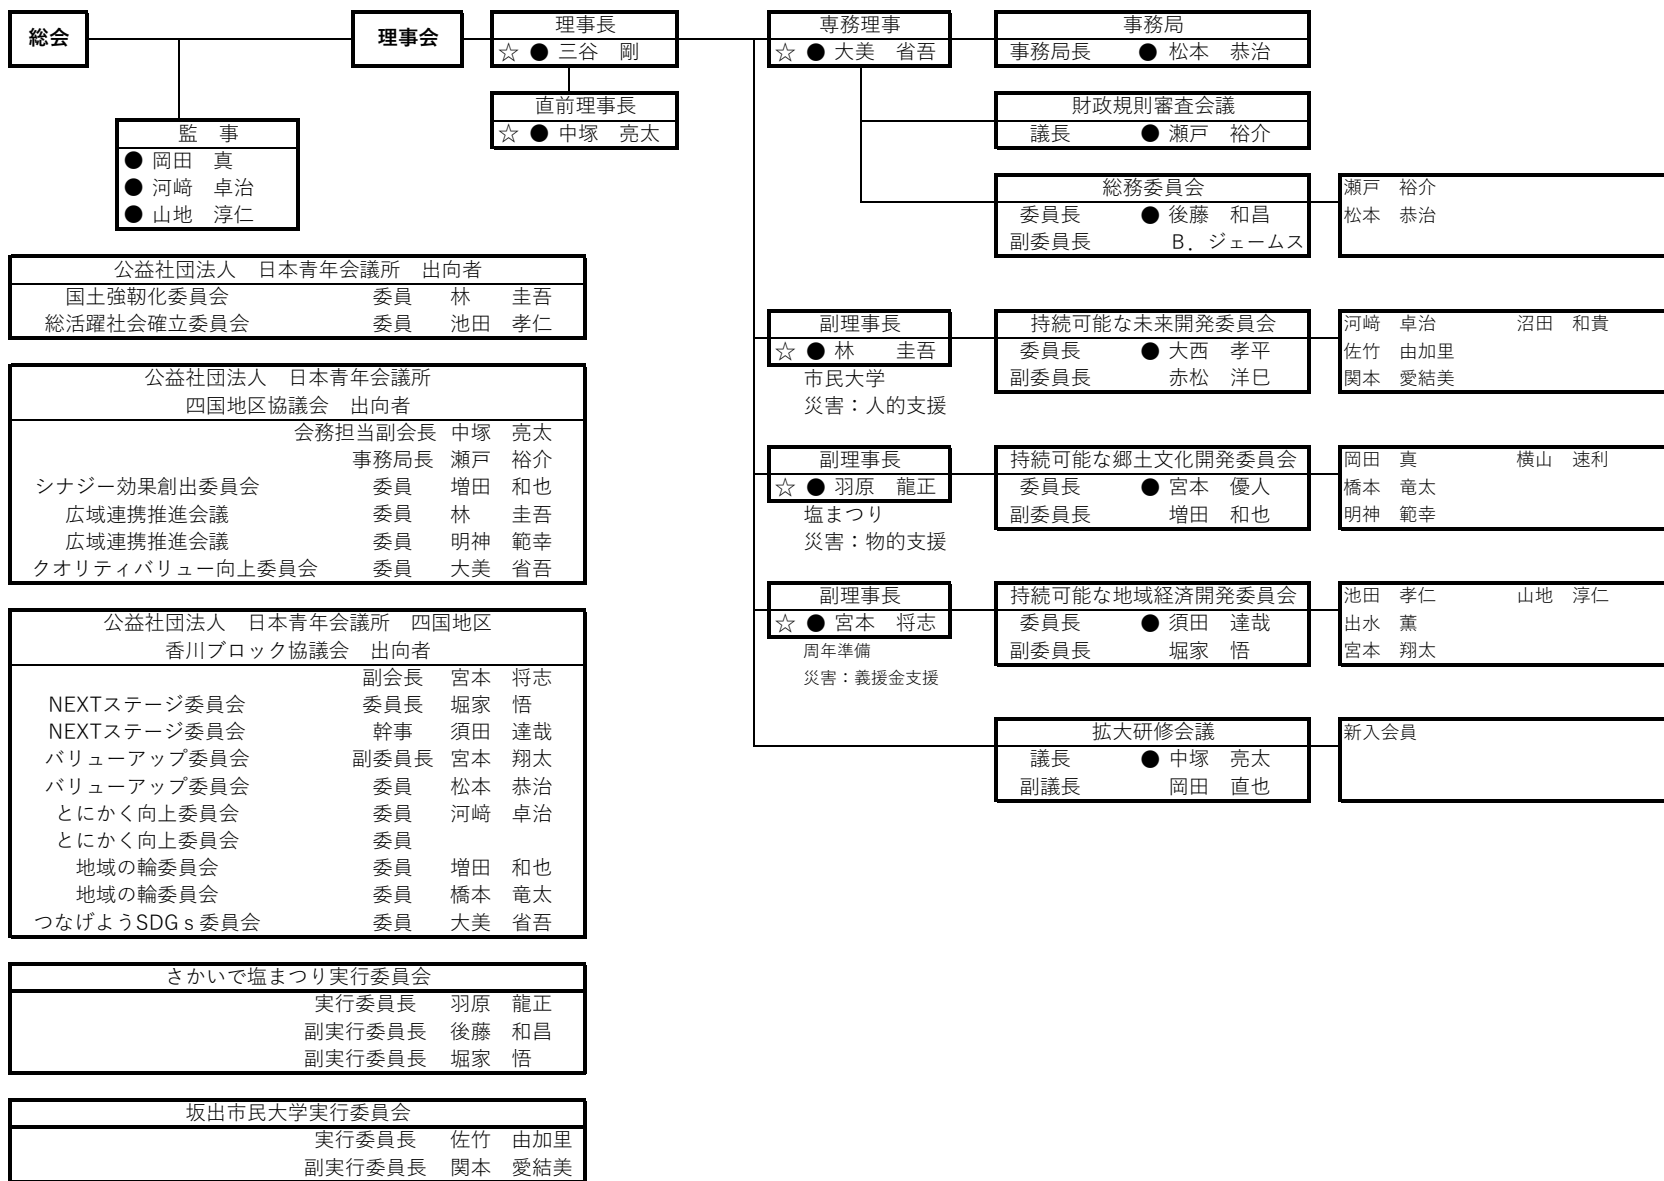 総会
理事会
理事長
☆ ● 三谷　剛
直前理事長
☆ ● 中塚　亮太
監　事
● 岡田　真
● 河﨑　卓治
● 山地　淳仁
専務理事
☆ ● 大美　省吾
事務局
事務局長　● 松本　恭治
財政規則審査会議
議長　● 瀬戸　裕介
総務委員会
委員長　● 後藤　和昌
副委員長　B．ジェームス
瀬戸　裕介
松本　恭治
副理事長
☆ ● 林　　圭吾
市民大学
災害：人的支援
持続可能な未来開発委員会
委員長　● 大西　孝平
副委員長　赤松　洋巳
河﨑　卓治　沼田　和貴
佐竹　由加里
関本　愛結美
副理事長
☆ ● 羽原　龍正
塩まつり
災害：物的支援
持続可能な郷土文化開発委員会
委員長　● 宮本　優人
副委員長　増田　和也
岡田　真　横山　速利
橋本　竜太
明神　範幸
副理事長
☆ ● 宮本　将志
周年準備
災害：義援金支援
持続可能な地域経済開発委員会
委員長　● 須田　達哉
副委員長　堀家　悟
池田　孝仁　山地　淳仁
出水　薫
宮本　翔太
拡大研修会議
議長　● 中塚　亮太
副議長　岡田　直也
新入会員
公益社団法人　日本青年会議所　出向者
国土強靭化委員会　委員　林　　圭吾
総活躍社会確立委員会　委員　池田　孝仁
公益社団法人　日本青年会議所
四国地区協議会　出向者
会務担当副会長　中塚　亮太
事務局長　瀬戸　裕介
シナジー効果創出委員会　委員　増田　和也
広域連携推進会議　委員　林　　圭吾
広域連携推進会議　委員　明神　範幸
クオリティバリュー向上委員会　委員　大美　省吾
公益社団法人　日本青年会議所　四国地区
香川ブロック協議会　出向者
副会長　宮本　将志
NEXTステージ委員会　委員長　堀家　悟
NEXTステージ委員会　幹事　須田　達哉
バリューアップ委員会　副委員長　宮本　翔太
バリューアップ委員会　委員　松本　恭治
とにかく向上委員会　委員　河﨑　卓治
とにかく向上委員会　委員
地域の輪委員会　委員　増田　和也
地域の輪委員会　委員　橋本　竜太
つなげようSDGｓ委員会　委員　大美　省吾
さかいで塩まつり実行委員会
実行委員長　羽原　龍正
副実行委員長　後藤　和昌
副実行委員長　堀家　悟
坂出市民大学実行委員会
実行委員長　佐竹　由加里
副実行委員長　関本　愛結美